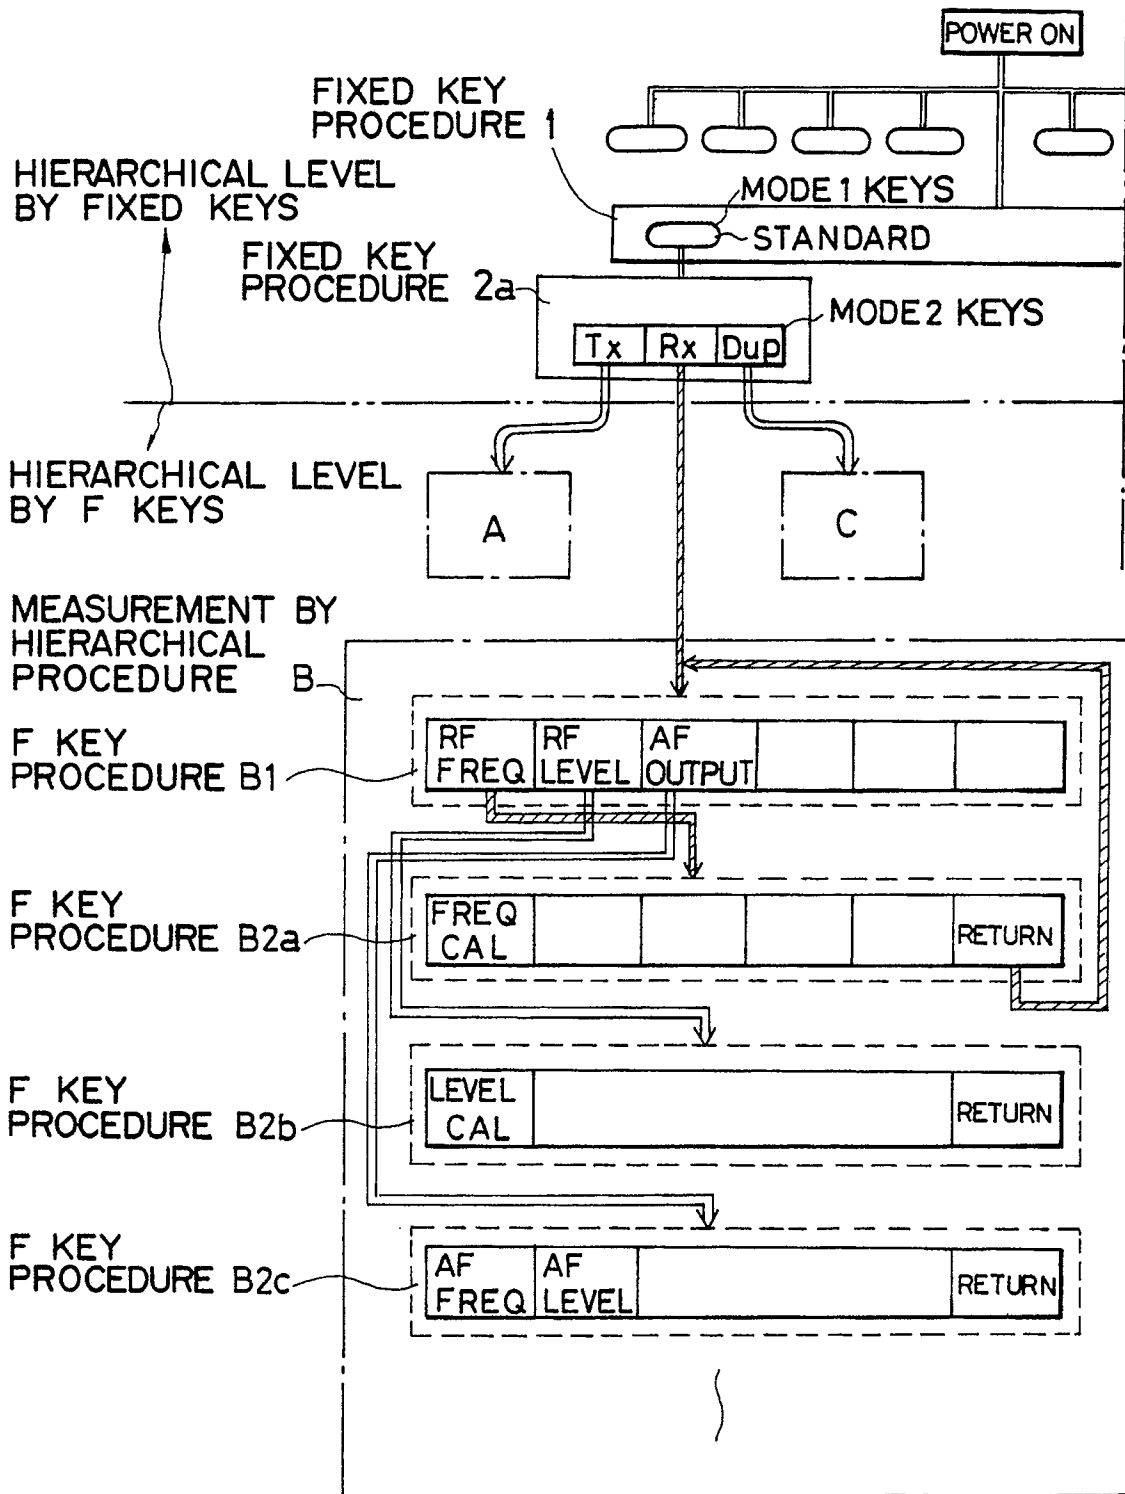 POWER ON
FIXED KEY
PROCEDURE 1
HIERARCHICAL LEVEL
BY FIXED KEYS
MODE 1 KEYS
STANDARD
FIXED KEY
PROCEDURE 2a
MODE 2 KEYS
Tx Rx Dup
HIERARCHICAL LEVEL
BY F KEYS
A
C
MEASUREMENT BY
HIERARCHICAL
PROCEDURE B
F KEY
PROCEDURE B1
RF
FREQ
RF
LEVEL
AF
OUTPUT
F KEY
PROCEDURE B2a
FREQ
CAL
RETURN
F KEY
PROCEDURE B2b
LEVEL
CAL
RETURN
F KEY
PROCEDURE B2c
AF
FREQ
AF
LEVEL
RETURN